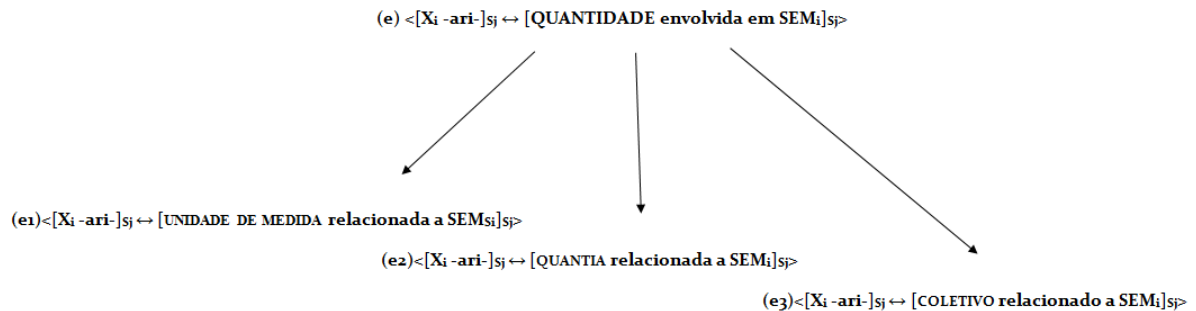 (e) <[Xi -ari-]sj ↔ [QUANTIDADE envolvida em SEMi]sj>
(e1)<[Xi -ari-]sj ↔ [UNIDADE DE MEDIDA relacionada a SEMsi]sj>
(e2)<[Xi -ari-]sj ↔ [QUANTIA relacionada a SEMi]sj>
(e3)<[Xi -ari-]sj ↔ [COLETIVO relacionado a SEMi]sj>